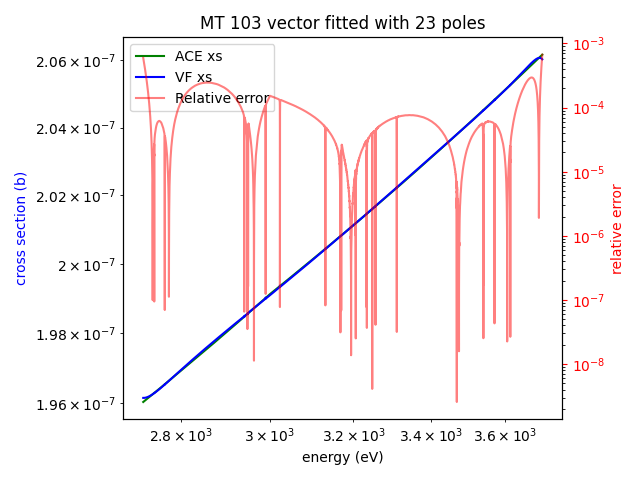 MT 103 vector fitted with 23 poles
ACE xs
VF xs
Relative error
2.06 × 10⁻⁷
2.04 × 10⁻⁷
2.02 × 10⁻⁷
2 × 10⁻⁷
1.98 × 10⁻⁷
1.96 × 10⁻⁷
cross section (b)
10⁻³
10⁻⁴
10⁻⁵
10⁻⁶
10⁻⁷
10⁻⁸
relative error
2.8 × 10³ 3 × 10³ 3.2 × 10³ 3.4 × 10³ 3.6 × 10³
energy (eV)